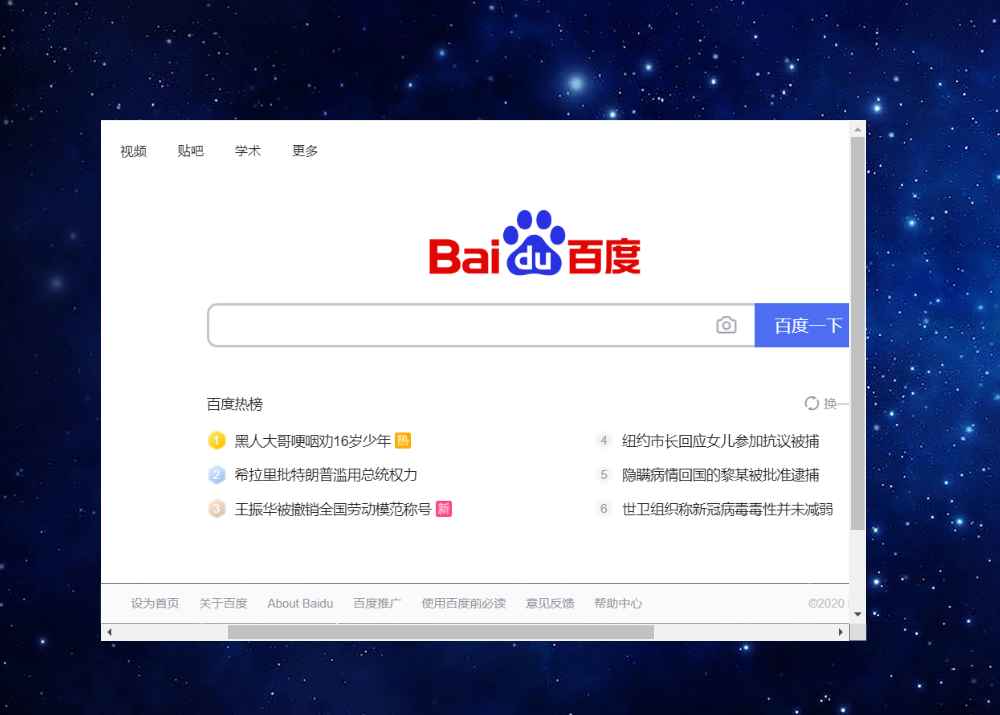 视频 贴吧 学术 更多
Bai du 百度
百度一下
百度热榜 换一
1 黑人大哥哽咽劝16岁少年 热 4 纽约市长回应女儿参加抗议被捕
2 希拉里批特朗普滥用总统权力 5 隐瞒病情回国的黎某被批准逮捕
3 王振华被撤销全国劳动模范称号 新 6 世卫组织称新冠病毒毒性并未减弱
设为首页 关于百度 About Baidu 百度推广 使用百度前必读 意见反馈 帮助中心 ©2020